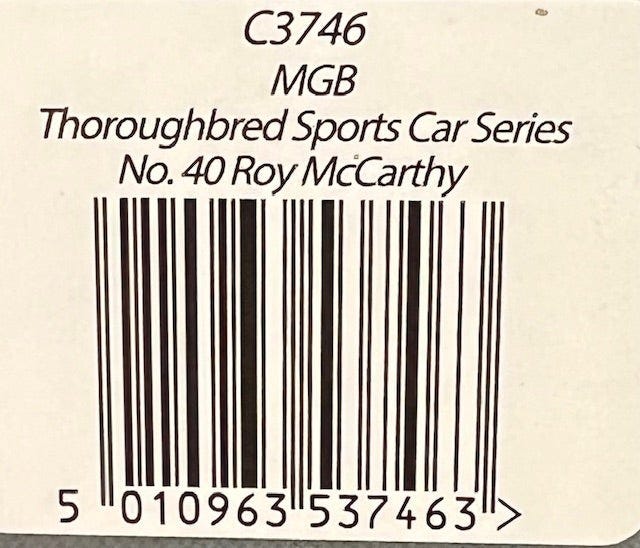 C3746
MGB
Thoroughbred Sports Car Series
No. 40 Roy McCarthy
5 010963 537463 >